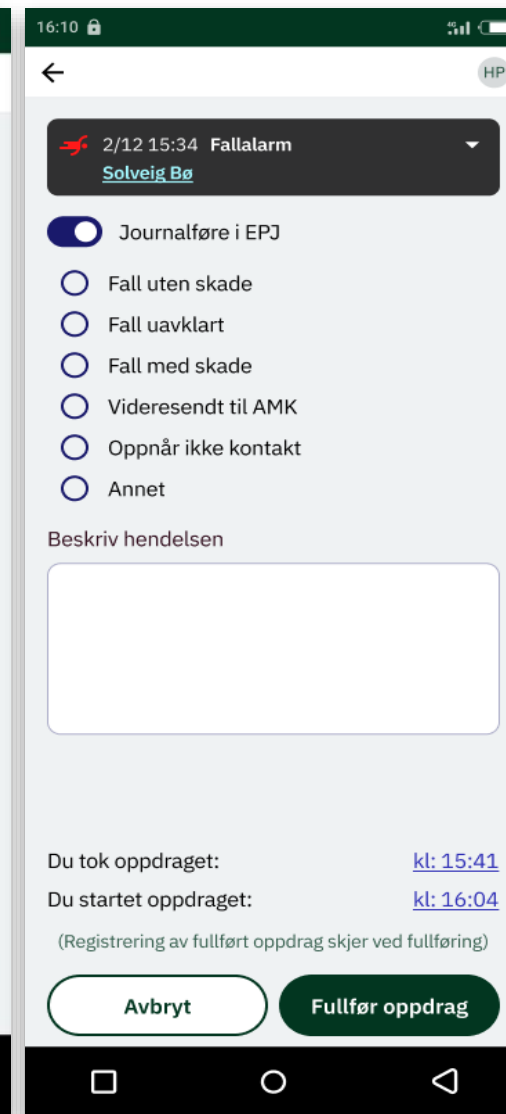 16:10
4G
HP
2/12 15:34 Fallalarm
Solveig Bø
Journalføre i EPJ
Fall uten skade
Fall uavklart
Fall med skade
Videresendt til AMK
Oppnår ikke kontakt
Annet
Beskriv hendelsen
Du tok oppdraget: kl: 15:41
Du startet oppdraget: kl: 16:04
(Registrering av fullført oppdrag skjer ved fullføring)
Avbryt Fullfør oppdrag